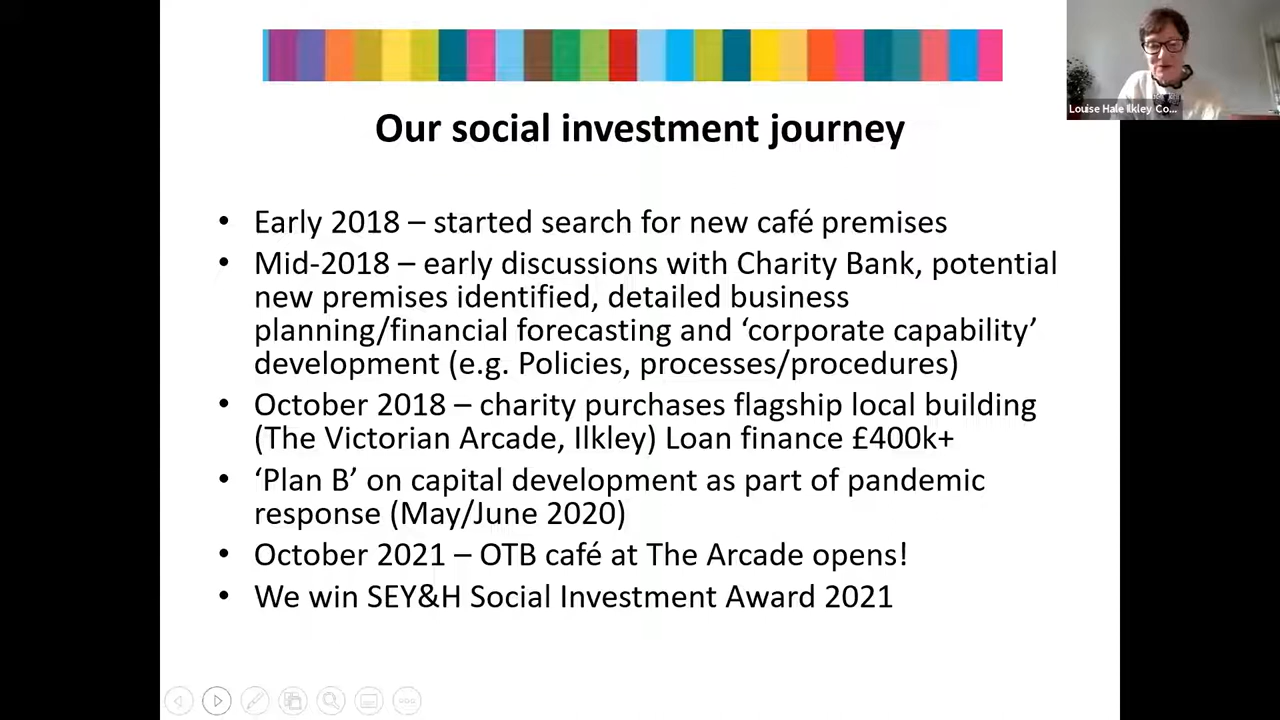 Our social investment journey
• Early 2018 – started search for new café premises
• Mid-2018 – early discussions with Charity Bank, potential
new premises identified, detailed business
planning/financial forecasting and ‘corporate capability’
development (e.g. Policies, processes/procedures)
• October 2018 – charity purchases flagship local building
(The Victorian Arcade, Ilkley) Loan finance £400k+
• ‘Plan B’ on capital development as part of pandemic
response (May/June 2020)
• October 2021 – OTB café at The Arcade opens!
• We win SEY&H Social Investment Award 2021
Louise Hale Ilkley Co...